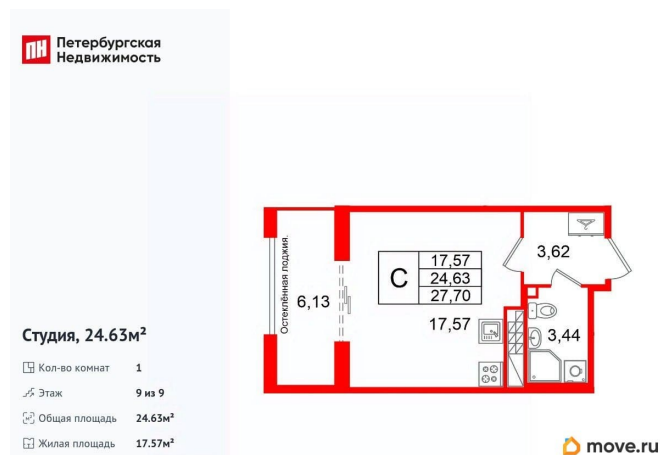 ПН
Петербургская
Недвижимость
Студия, 24.63м²
Кол-во комнат 1
Этаж 9 из 9
Общая площадь 24.63м²
Жилая площадь 17.57м²
Остеклённая лоджия.
6,13
С
17,57
24,63
27,70
17,57
3,62
3,44
move.ru